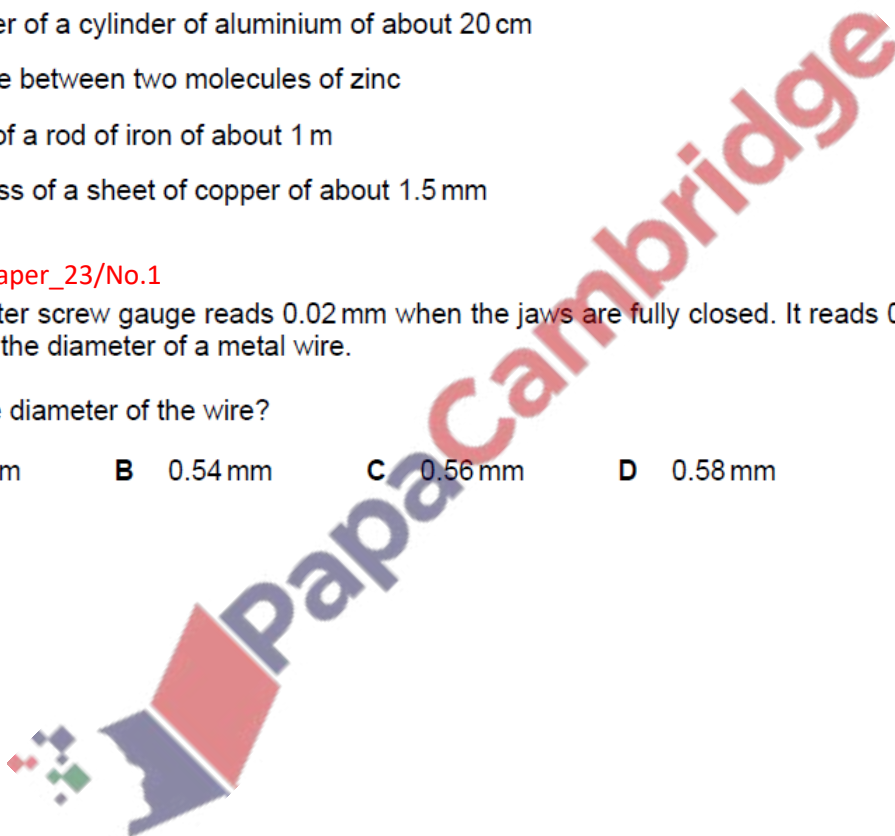 er of a cylinder of aluminium of about 20 cm
e between two molecules of zinc
of a rod of iron of about 1 m
ss of a sheet of copper of about 1.5 mm
aper_23/No.1
ter screw gauge reads 0.02 mm when the jaws are fully closed. It reads 0
the diameter of a metal wire.
e diameter of the wire?
m B 0.54 mm C 0.56 mm D 0.58 mm
PapaCambridge